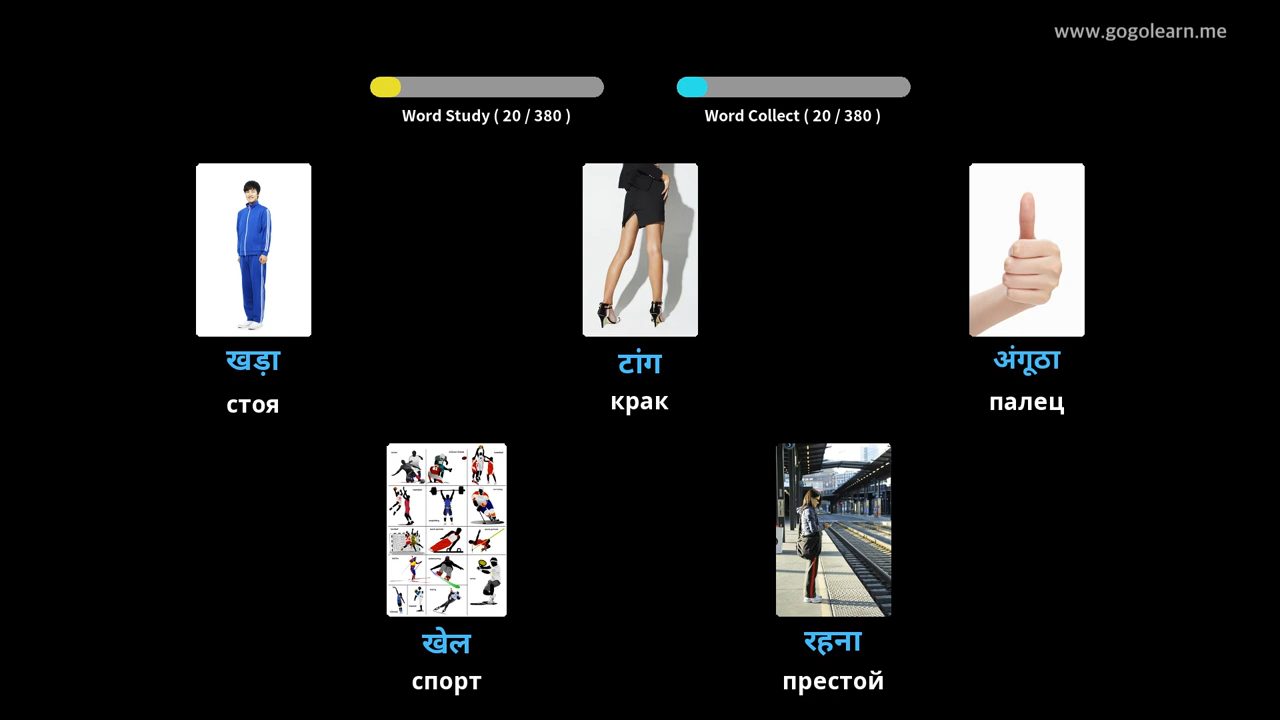 www.gogolearn.me
Word Study ( 20 / 380 )
Word Collect ( 20 / 380 )
खड़ा
стоя
टांग
крак
अंगूठा
палец
खेल
спорт
रहना
престой